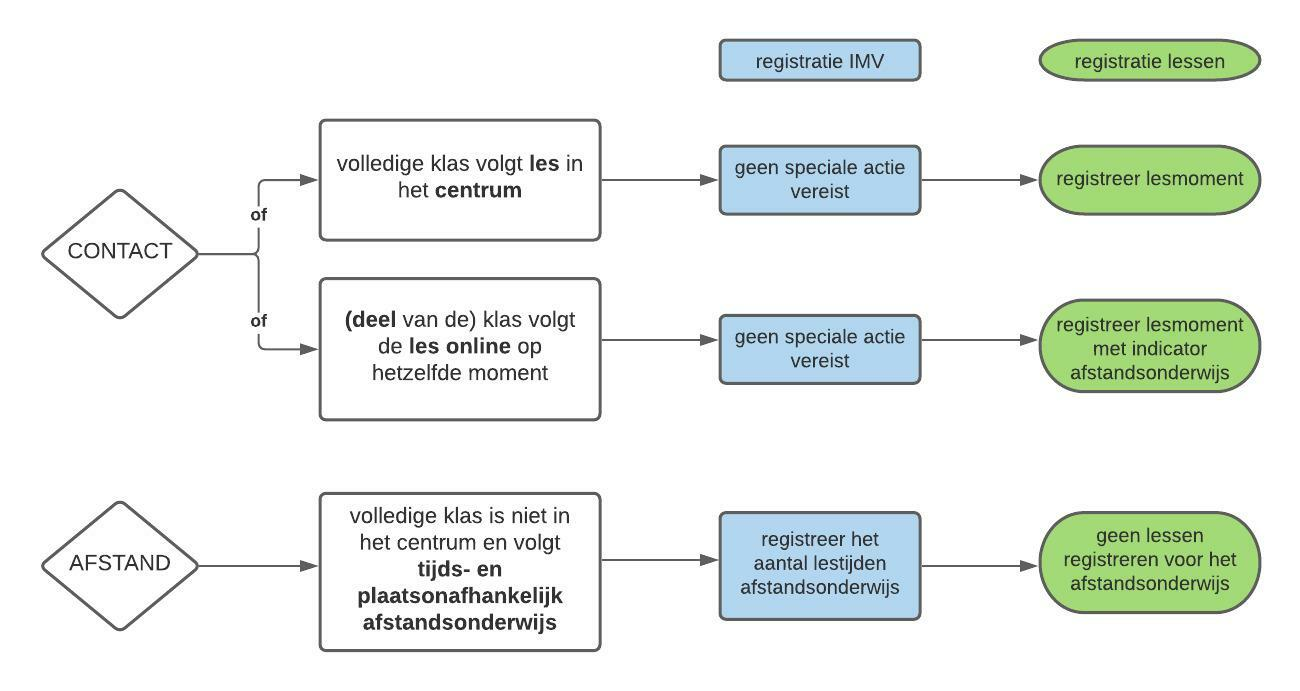 registratie IMV
registratie lessen
CONTACT
of
of
volledige klas volgt les in
het centrum
geen speciale actie
vereist
registreer lesmoment
(deel van de) klas volgt
de les online op
hetzelfde moment
geen speciale actie
vereist
registreer lesmoment
met indicator
afstandsonderwijs
AFSTAND
volledige klas is niet in
het centrum en volgt
tijds- en
plaatsonafhankelijk
afstandsonderwijs
registreer het
aantal lestijden
afstandsonderwijs
geen lessen
registreren voor het
afstandsonderwijs